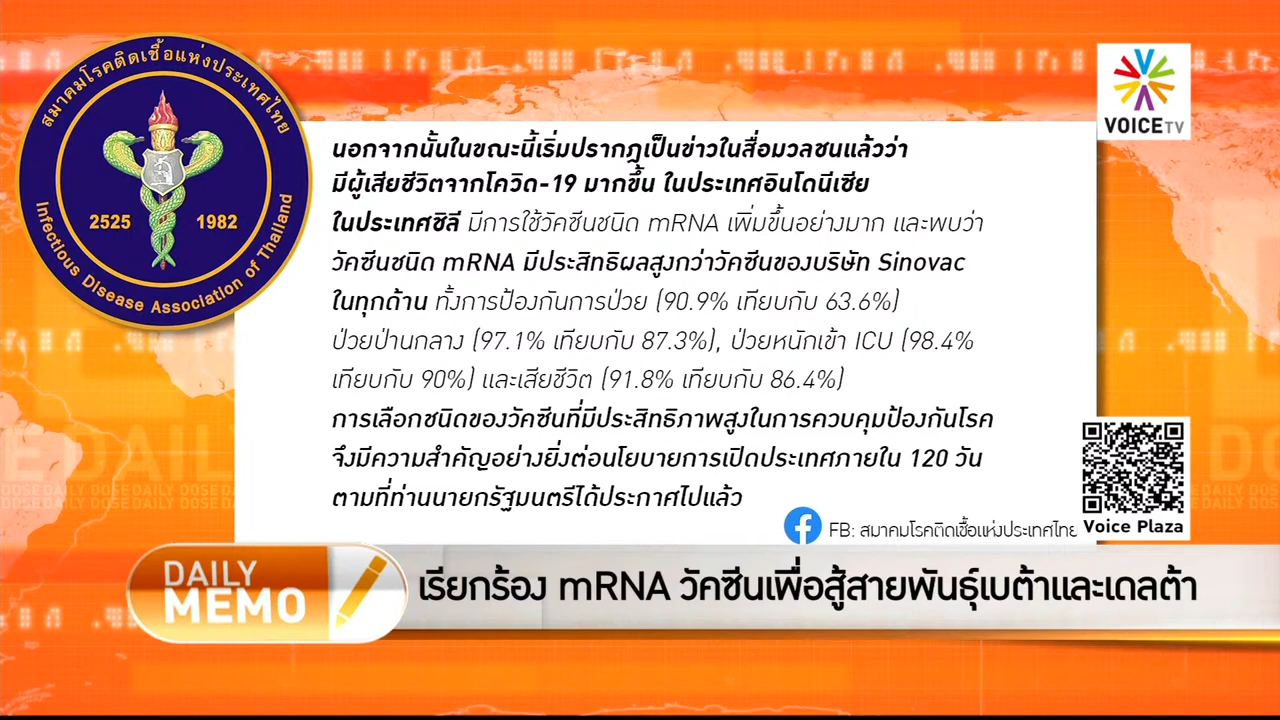 สมาคมโรคติดเชื้อแห่งประเทศไทย
2525 1982
Infectious Disease Association of Thailand
VOICE TV
นอกจากนั้นในขณะนี้เริ่มปรากฏเป็นข่าวในสื่อมวลชนแล้วว่า
มีผู้เสียชีวิตจากโควิด-19 มากขึ้น ในประเทศอินโดนีเซีย
ในประเทศชิลี มีการใช้วัคซีนชนิด mRNA เพิ่มขึ้นอย่างมาก และพบว่า
วัคซีนชนิด mRNA มีประสิทธิผลสูงกว่าวัคซีนของบริษัท Sinovac
ในทุกด้าน ทั้งการป้องกันการป่วย (90.9% เทียบกับ 63.6%)
ป่วยปานกลาง (97.1% เทียบกับ 87.3%), ป่วยหนักเข้า ICU (98.4%
เทียบกับ 90%) และเสียชีวิต (91.8% เทียบกับ 86.4%)
การเลือกชนิดของวัคซีนที่มีประสิทธิภาพสูงในการควบคุมป้องกันโรค
จึงมีความสำคัญอย่างยิ่งต่อนโยบายการเปิดประเทศภายใน 120 วัน
ตามที่ท่านนายกรัฐมนตรีได้ประกาศไปแล้ว
FB: สมาคมโรคติดเชื้อแห่งประเทศไทย
Voice Plaza
DAILY
MEMO
เรียกร้อง mRNA วัคซีนเพื่อสู้สายพันธุ์เบต้าและเดลต้า